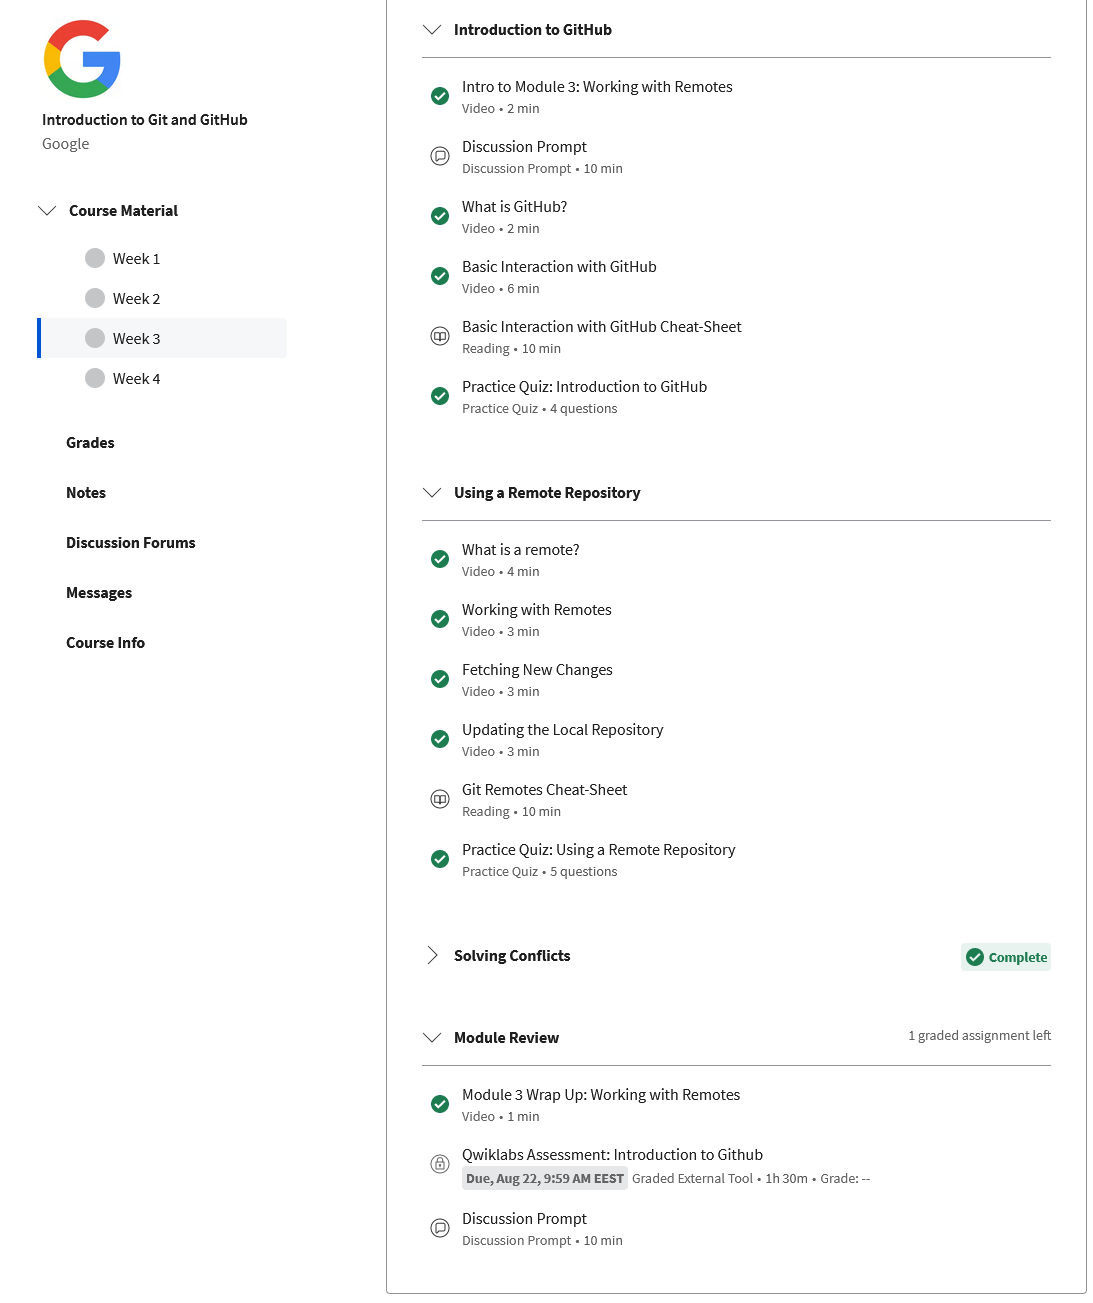 Introduction to Git and GitHub
Google
Course Material
Week 1
Week 2
Week 3
Week 4
Grades
Notes
Discussion Forums
Messages
Course Info
Introduction to GitHub
Intro to Module 3: Working with Remotes
Video • 2 min
Discussion Prompt
Discussion Prompt • 10 min
What is GitHub?
Video • 2 min
Basic Interaction with GitHub
Video • 6 min
Basic Interaction with GitHub Cheat-Sheet
Reading • 10 min
Practice Quiz: Introduction to GitHub
Practice Quiz • 4 questions
Using a Remote Repository
What is a remote?
Video • 4 min
Working with Remotes
Video • 3 min
Fetching New Changes
Video • 3 min
Updating the Local Repository
Video • 3 min
Git Remotes Cheat-Sheet
Reading • 10 min
Practice Quiz: Using a Remote Repository
Practice Quiz • 5 questions
Solving Conflicts Complete
Module Review 1 graded assignment left
Module 3 Wrap Up: Working with Remotes
Video • 1 min
Qwiklabs Assessment: Introduction to Github
Due, Aug 22, 9:59 AM EEST Graded External Tool • 1h 30m • Grade: --
Discussion Prompt
Discussion Prompt • 10 min